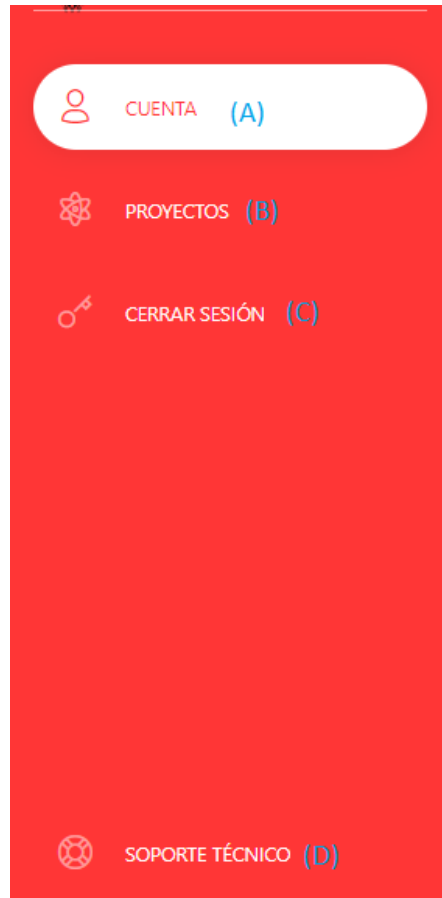 CUENTA (A)
PROYECTOS (B)
CERRAR SESIÓN (C)
SOPORTE TÉCNICO (D)